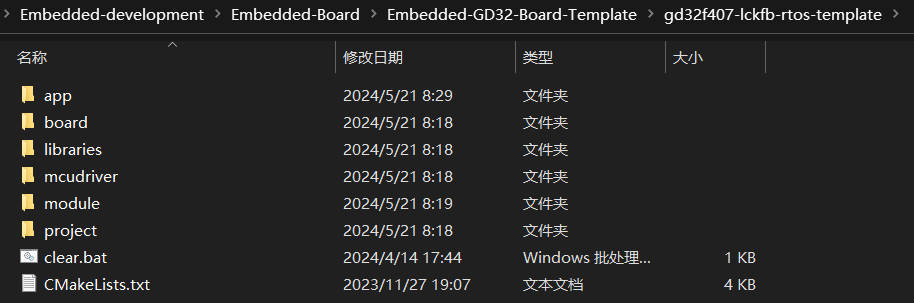 Embedded-development > Embedded-Board > Embedded-GD32-Board-Template > gd32f407-lckfb-rtos-template >
名称 修改日期 类型 大小
app 2024/5/21 8:29 文件夹
board 2024/5/21 8:18 文件夹
libraries 2024/5/21 8:18 文件夹
mcudriver 2024/5/21 8:18 文件夹
module 2024/5/21 8:19 文件夹
project 2024/5/21 8:18 文件夹
clear.bat 2024/4/14 17:44 Windows 批处理... 1 KB
CMakeLists.txt 2023/11/27 19:07 文本文档 4 KB